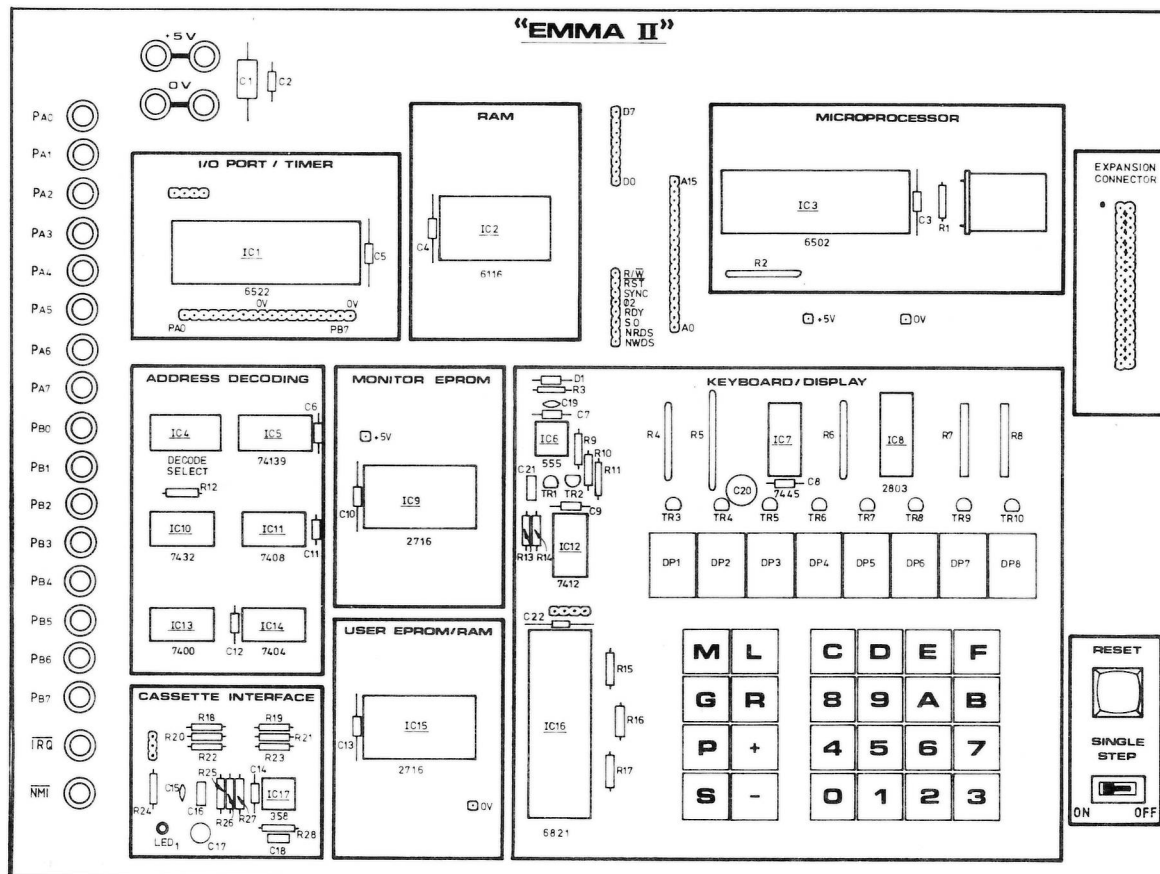 “EMMA II”
+5V
0V
C1
C2
PA0
PA1
PA2
PA3
PA4
PA5
PA6
PA7
PB0
PB1
PB2
PB3
PB4
PB5
PB6
PB7
IRQ
NMI
I/O PORT / TIMER
IC1
6522
C5
0V
0V
PA0
PB7
RAM
C4
IC2
6116
D7
D0
A15
A0
R/W
RST
SYNC
Ø2
RDY
S.O
NRDS
NWDS
MICROPROCESSOR
IC3
6502
C3
R1
R2
+5V
0V
EXPANSION
CONNECTOR
ADDRESS DECODING
IC4
DECODE
SELECT
IC5
74139
C6
R12
IC10
7432
IC11
7408
C11
IC13
7400
C12
IC14
7404
MONITOR EPROM
+5V
C10
IC9
2716
USER EPROM/RAM
C13
IC15
2716
0V
CASSETTE INTERFACE
R18
R19
R20
R21
R22
R23
R24
C15
C16
R25
R26
R27
C14
IC17
358
R28
C18
LED1
C17
KEYBOARD/DISPLAY
D1
R3
C19
C7
IC6
555
R9
R10
R11
C21
TR1
TR2
C9
R13
R14
IC12
7412
R4
R5
C20
IC7
7445
C8
R6
IC8
2803
R7
R8
TR3
TR4
TR5
TR6
TR7
TR8
TR9
TR10
DP1
DP2
DP3
DP4
DP5
DP6
DP7
DP8
C22
IC16
6821
R15
R16
R17
M L C D E F
G R 8 9 A B
P + 4 5 6 7
S - 0 1 2 3
RESET
SINGLE
STEP
ON OFF